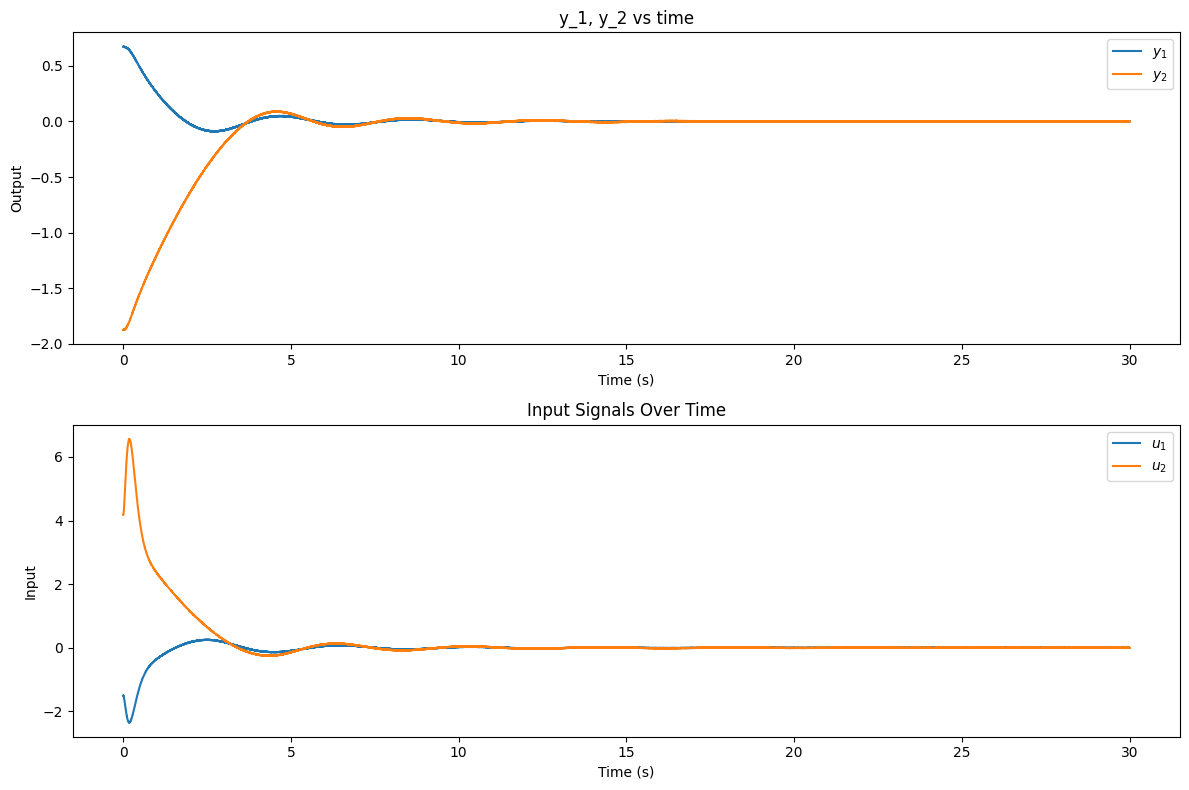 y_1, y_2 vs time
0.5
0.0
−0.5
−1.0
−1.5
−2.0
Output
y₁
y₂
0 5 10 15 20 25 30
Time (s)
Input Signals Over Time
6
4
2
0
−2
Input
u₁
u₂
0 5 10 15 20 25 30
Time (s)